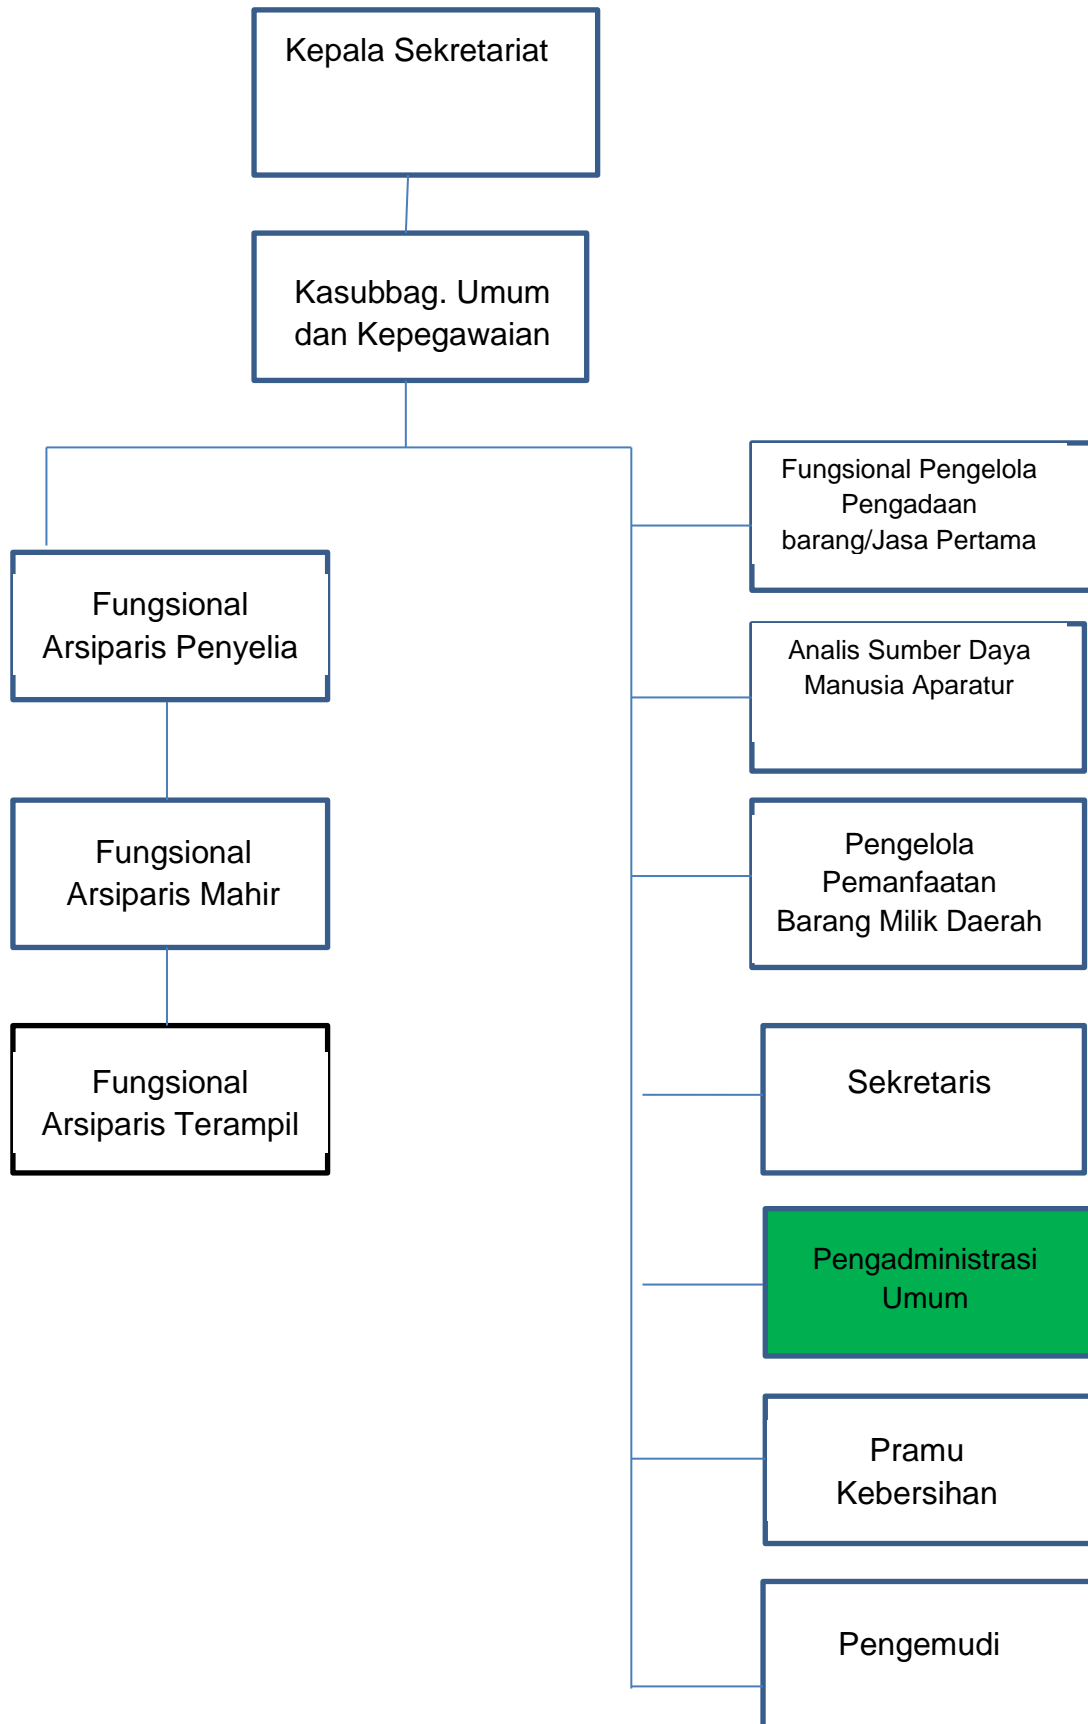 Kepala Sekretariat
Kasubbag. Umum
dan Kepegawaian
Fungsional
Arsiparis Penyelia
Fungsional
Arsiparis Mahir
Fungsional
Arsiparis Terampil
Fungsional Pengelola
Pengadaan
barang/Jasa Pertama
Analis Sumber Daya
Manusia Aparatur
Pengelola
Pemanfaatan
Barang Milik Daerah
Sekretaris
Pengadministrasi
Umum
Pramu
Kebersihan
Pengemudi